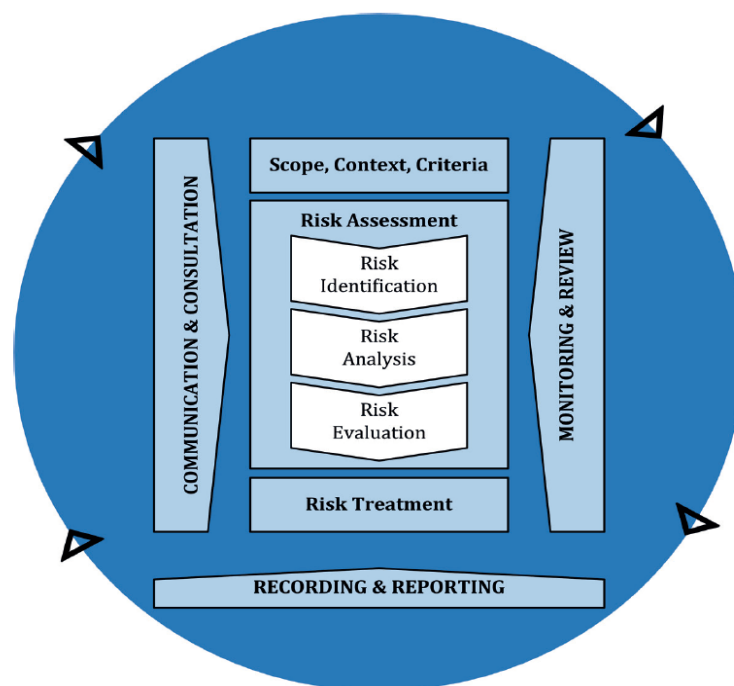 Scope, Context, Criteria
COMMUNICATION & CONSULTATION
Risk Assessment
Risk
Identification
Risk
Analysis
Risk
Evaluation
MONITORING & REVIEW
Risk Treatment
RECORDING & REPORTING